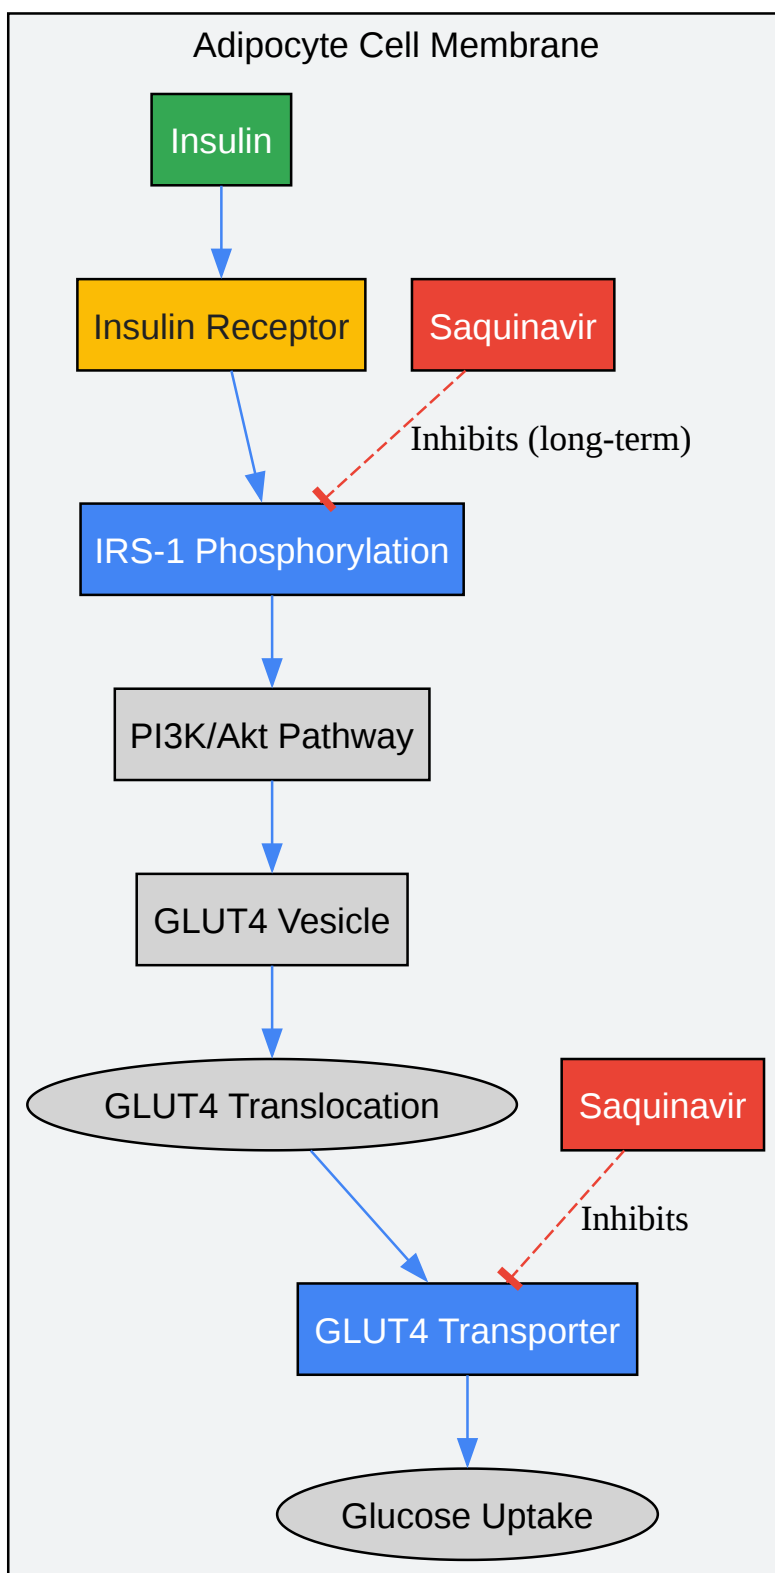 Adipocyte Cell Membrane
Insulin
Insulin Receptor
Saquinavir
Inhibits (long-term)
IRS-1 Phosphorylation
PI3K/Akt Pathway
GLUT4 Vesicle
GLUT4 Translocation
Saquinavir
Inhibits
GLUT4 Transporter
Glucose Uptake